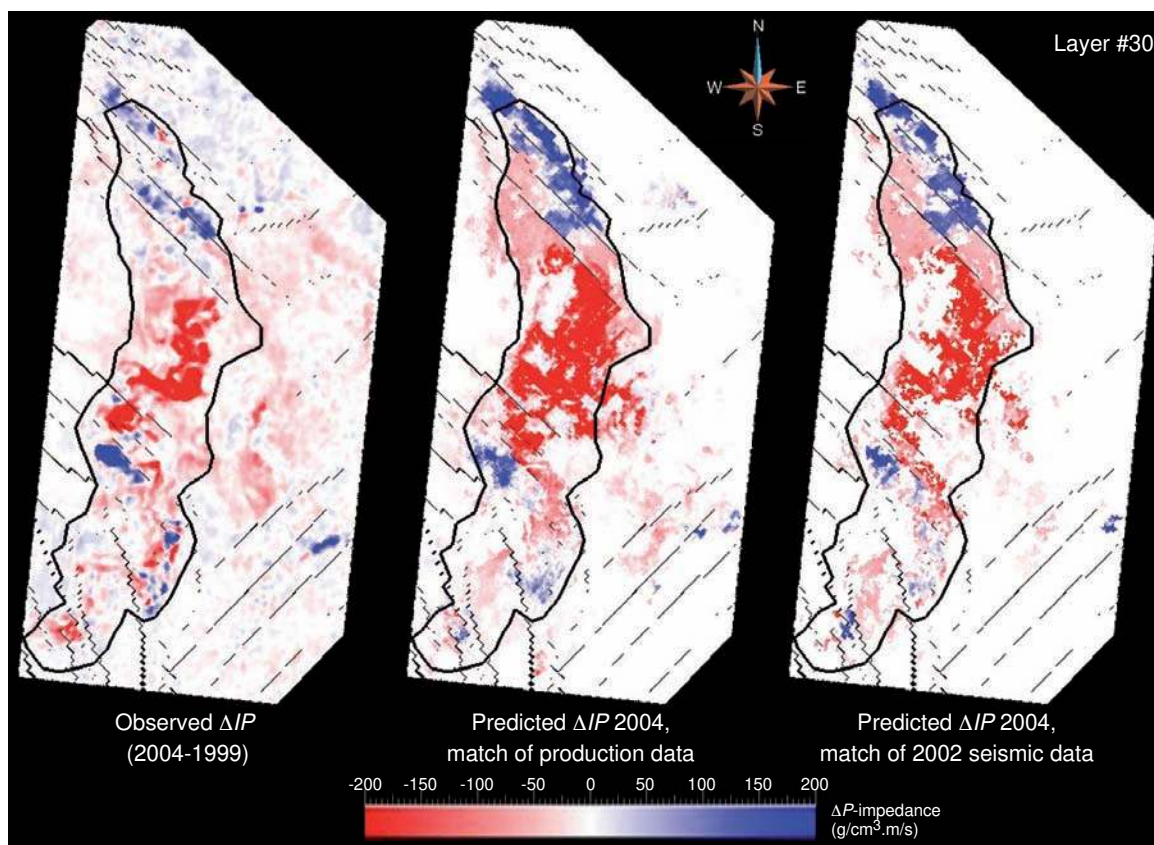 N
Layer #30
W E
S
Observed ΔIP
(2004-1999)
Predicted ΔIP 2004,
match of production data
Predicted ΔIP 2004,
match of 2002 seismic data
-200 -150 -100 -50 0 50 100 150 200
ΔP-impedance
(g/cm³.m/s)